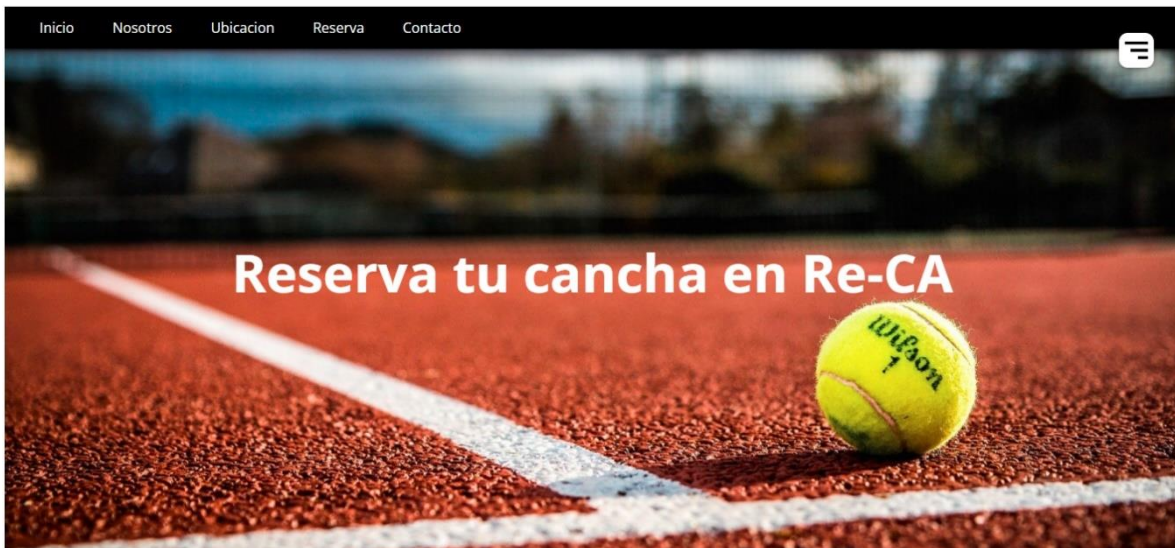 Inicio Nosotros Ubicacion Reserva Contacto
Reserva tu cancha en Re-CA
Wilson
1